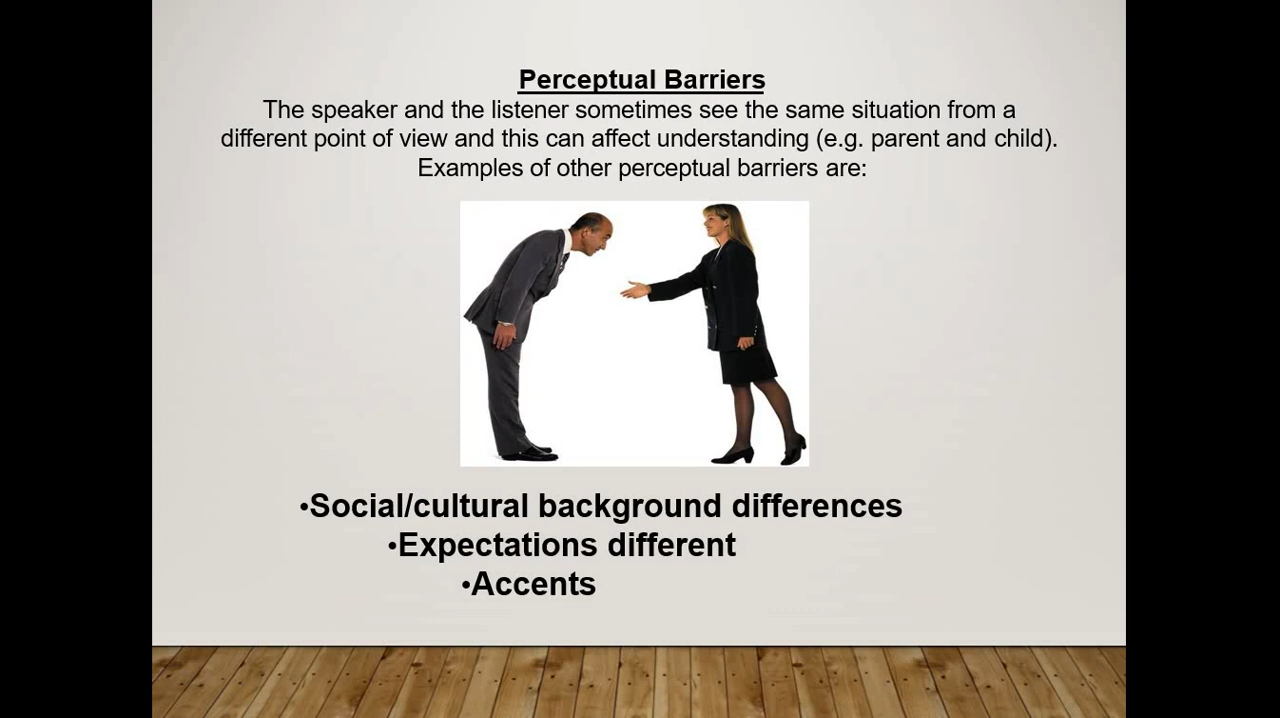 Perceptual Barriers
The speaker and the listener sometimes see the same situation from a
different point of view and this can affect understanding (e.g. parent and child).
Examples of other perceptual barriers are:
•Social/cultural background differences
•Expectations different
•Accents